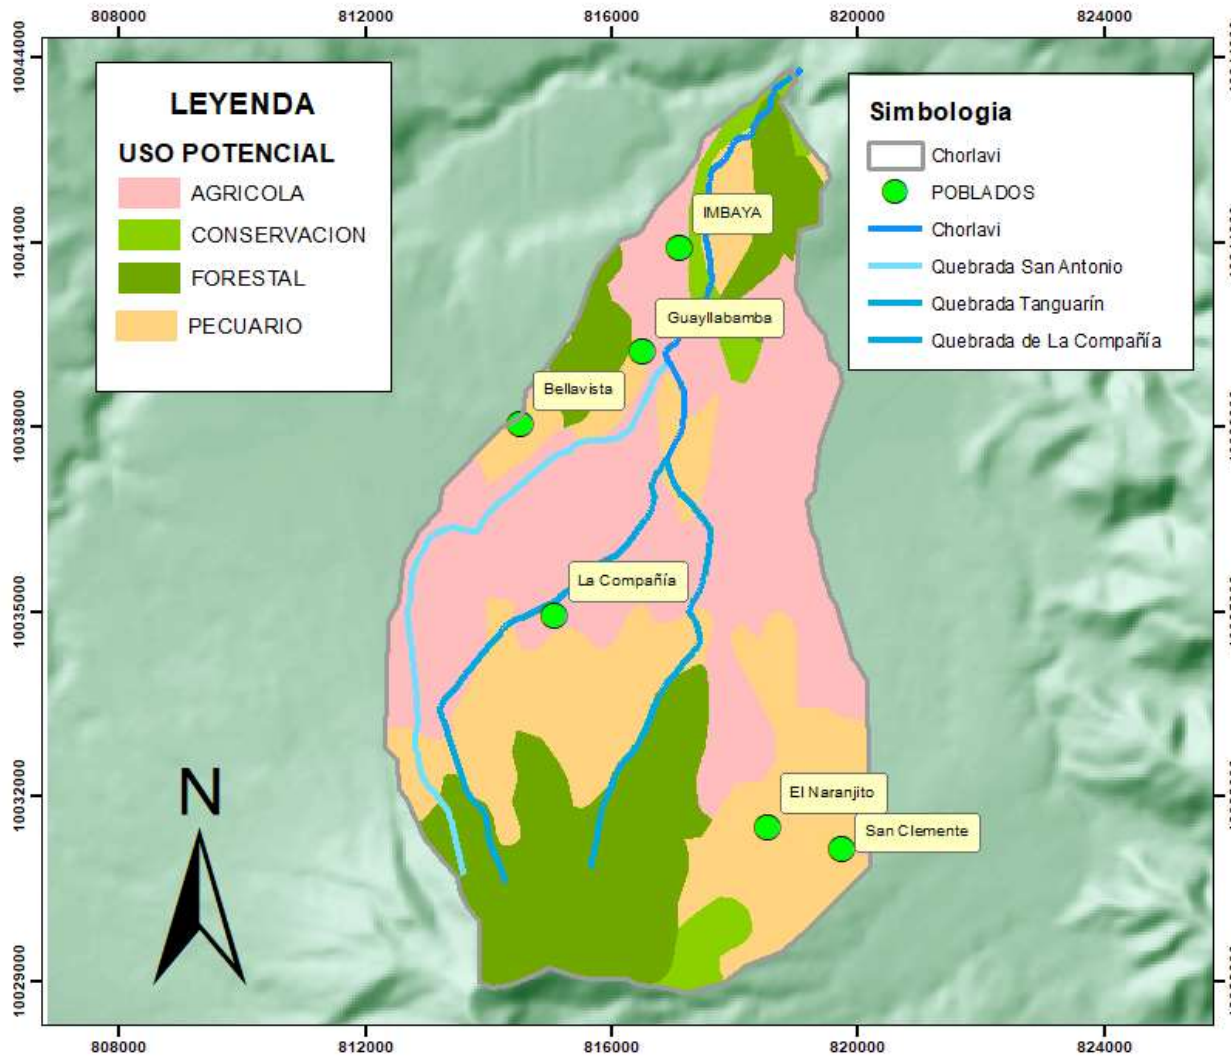 808000
812000
816000
820000
824000
10044000
10041000
10038000
10035000
10032000
10029000
LEYENDA
USO POTENCIAL
AGRICOLA
CONSERVACION
FORESTAL
PECUARIO
Simbologia
Chorlavi
POBLADOS
Chorlavi
Quebrada San Antonio
Quebrada Tanguarín
Quebrada de La Compañía
IMBAYA
Guayllabamba
Bellavista
La Compañía
El Naranjito
San Clemente
N
808000
812000
816000
820000
824000